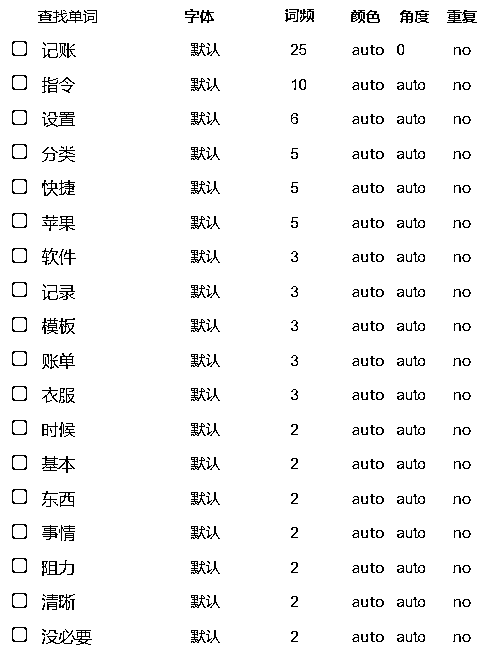 查找单词 字体 词频 颜色 角度 重复
记账 默认 25 auto 0 no
指令 默认 10 auto auto no
设置 默认 6 auto auto no
分类 默认 5 auto auto no
快捷 默认 5 auto auto no
苹果 默认 5 auto auto no
软件 默认 3 auto auto no
记录 默认 3 auto auto no
模板 默认 3 auto auto no
账单 默认 3 auto auto no
衣服 默认 3 auto auto no
时候 默认 2 auto auto no
基本 默认 2 auto auto no
东西 默认 2 auto auto no
事情 默认 2 auto auto no
阻力 默认 2 auto auto no
清晰 默认 2 auto auto no
没必要 默认 2 auto auto no